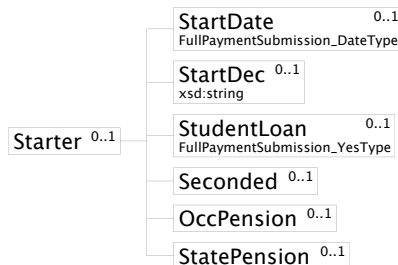 StartDate 0..1
FullPaymentSubmission_DateType
StartDec 0..1
xsd:string
StudentLoan 0..1
FullPaymentSubmission_YesType
Starter 0..1
Seconded 0..1
OccPension 0..1
StatePension 0..1